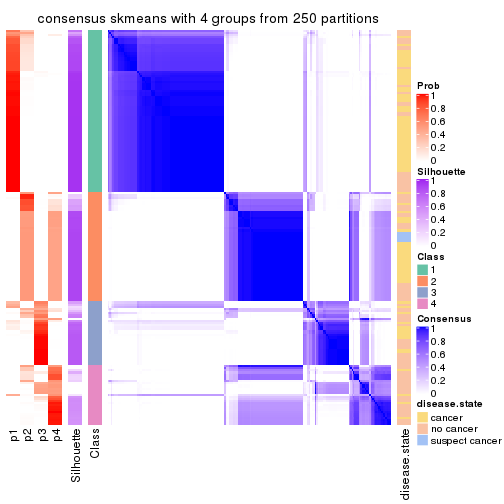 consensus skmeans with 4 groups from 250 partitions
Prob
1
0.8
0.6
0.4
0.2
0
Silhouette
1
0.8
0.6
0.4
0.2
0
Class
1
2
3
4
Consensus
1
0.8
0.6
0.4
0.2
0
disease.state
cancer
no cancer
suspect cancer
p1
p2
p3
p4
Silhouette
Class
disease.state